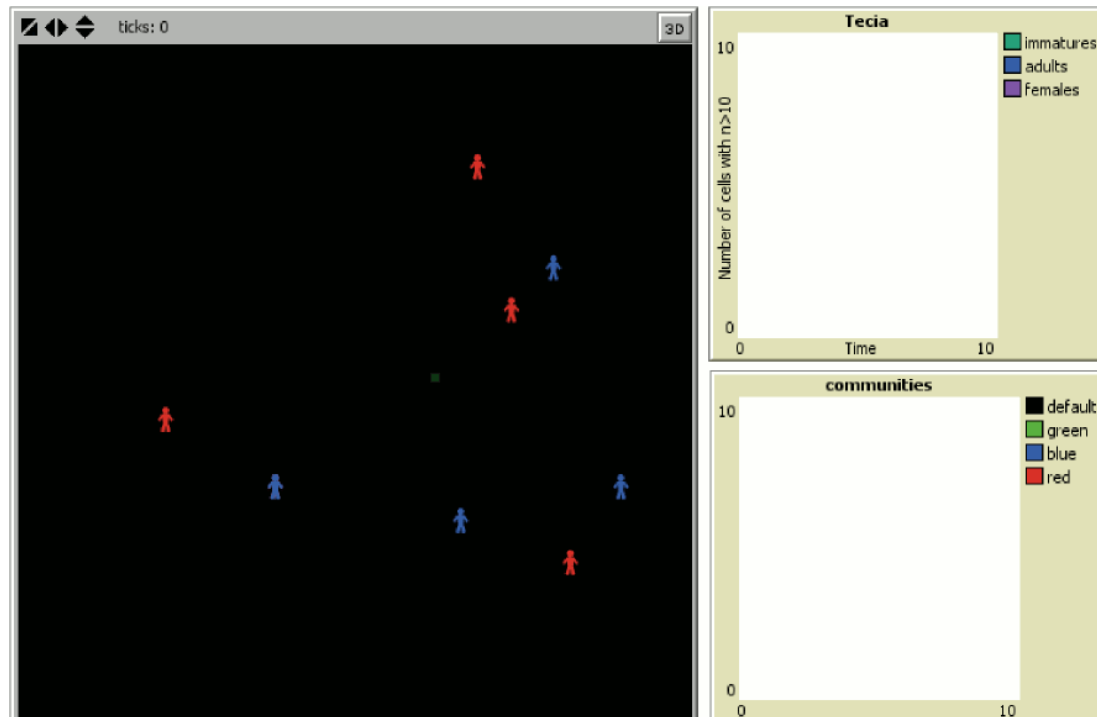 ticks: 0
3D
Tecia
10
Number of cells with n>10
0
0
Time
10
immatures
adults
females
communities
10
0
0
10
default
green
blue
red